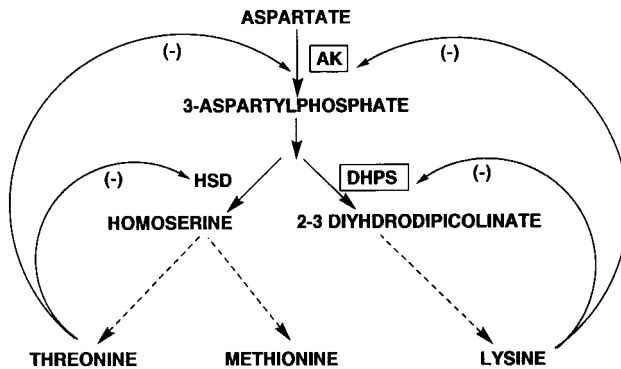 ASPARTATE
(-) AK (-)
3-ASPARTYLPHOSPHATE
(-) HSD DHPS (-)
HOMOSERINE 2-3 DIYHDRODIPICOLINATE
THREONINE METHIONINE LYSINE